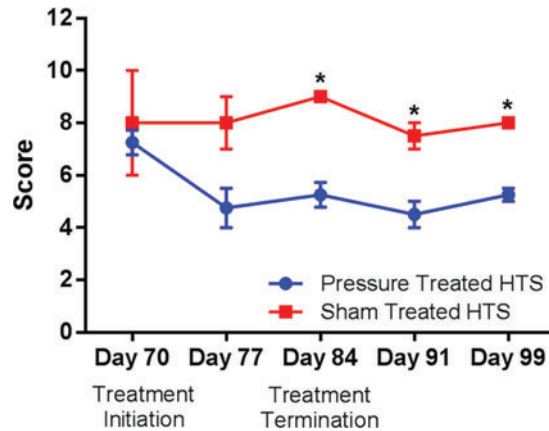 12
10
8
6
4
2
0
Score
*
*
*
Pressure Treated HTS
Sham Treated HTS
Day 70 Day 77 Day 84 Day 91 Day 99
Treatment Initiation
Treatment Termination